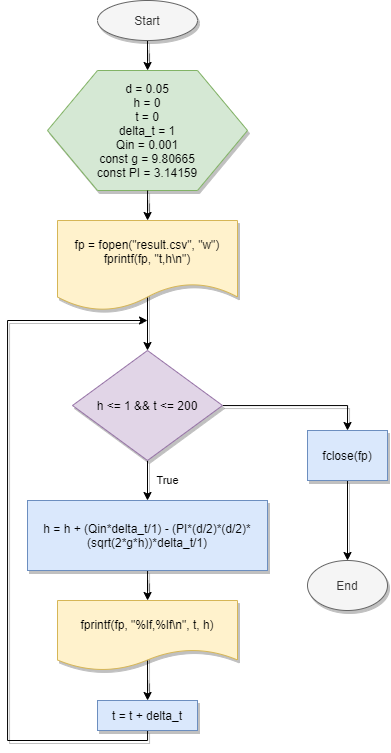 Start
d = 0.05
h = 0
t = 0
delta_t = 1
Qin = 0.001
const g = 9.80665
const PI = 3.14159
fp = fopen("result.csv", "w")
fprintf(fp, "t,h\n")
h <= 1 && t <= 200
fclose(fp)
True
h = h + (Qin*delta_t/1) - (PI*(d/2)*(d/2)*
(sqrt(2*g*h))*delta_t/1)
End
fprintf(fp, "%lf,%lf\n", t, h)
t = t + delta_t